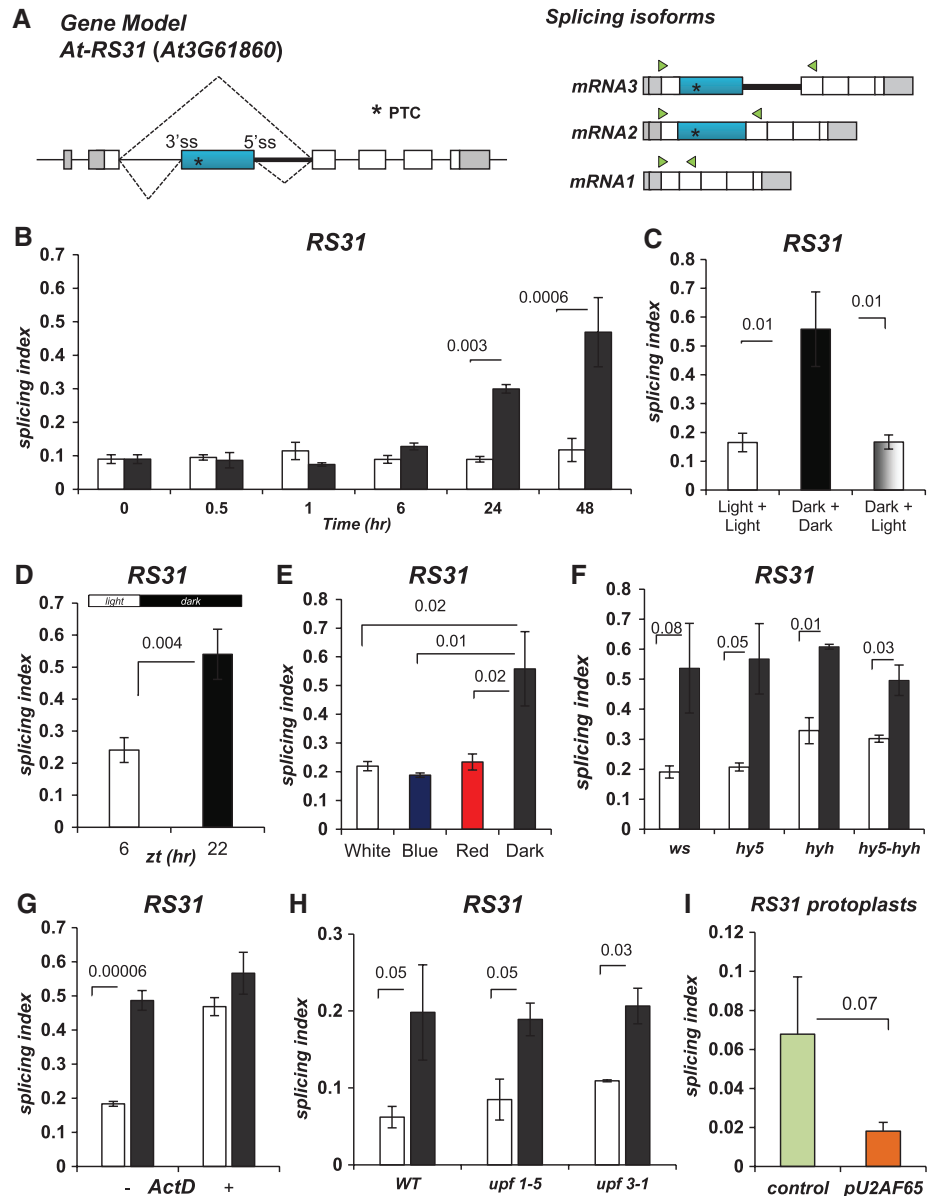 A
Gene Model
At-RS31 (At3G61860)
* PTC
3'ss
5'ss
*
Splicing isoforms
mRNA3
*
mRNA2
*
mRNA1
B
RS31
splicing index
0.7
0.6
0.5
0.4
0.3
0.2
0.1
0
0.003
0.0006
0
0.5
1
6
24
48
Time (hr)
C
RS31
splicing index
0.8
0.7
0.6
0.5
0.4
0.3
0.2
0.1
0
0.01
0.01
Light + Light
Dark + Dark
Dark + Light
D
RS31
light
dark
splicing index
0.7
0.6
0.5
0.4
0.3
0.2
0.1
0
0.004
6
zt (hr)
22
E
RS31
splicing index
0.8
0.7
0.6
0.5
0.4
0.3
0.2
0.1
0
0.02
0.01
0.02
White
Blue
Red
Dark
F
RS31
splicing index
0.8
0.7
0.6
0.5
0.4
0.3
0.2
0.1
0
0.08
0.05
0.01
0.03
ws
hy5
hyh
hy5-hyh
G
RS31
splicing index
0.7
0.6
0.5
0.4
0.3
0.2
0.1
0
0.00006
-
ActD
+
H
RS31
splicing index
0.3
0.2
0.1
0
0.05
0.05
0.03
WT
upf 1-5
upf 3-1
I
RS31 protoplasts
splicing index
0.12
0.1
0.08
0.06
0.04
0.02
0
0.07
control
pU2AF65